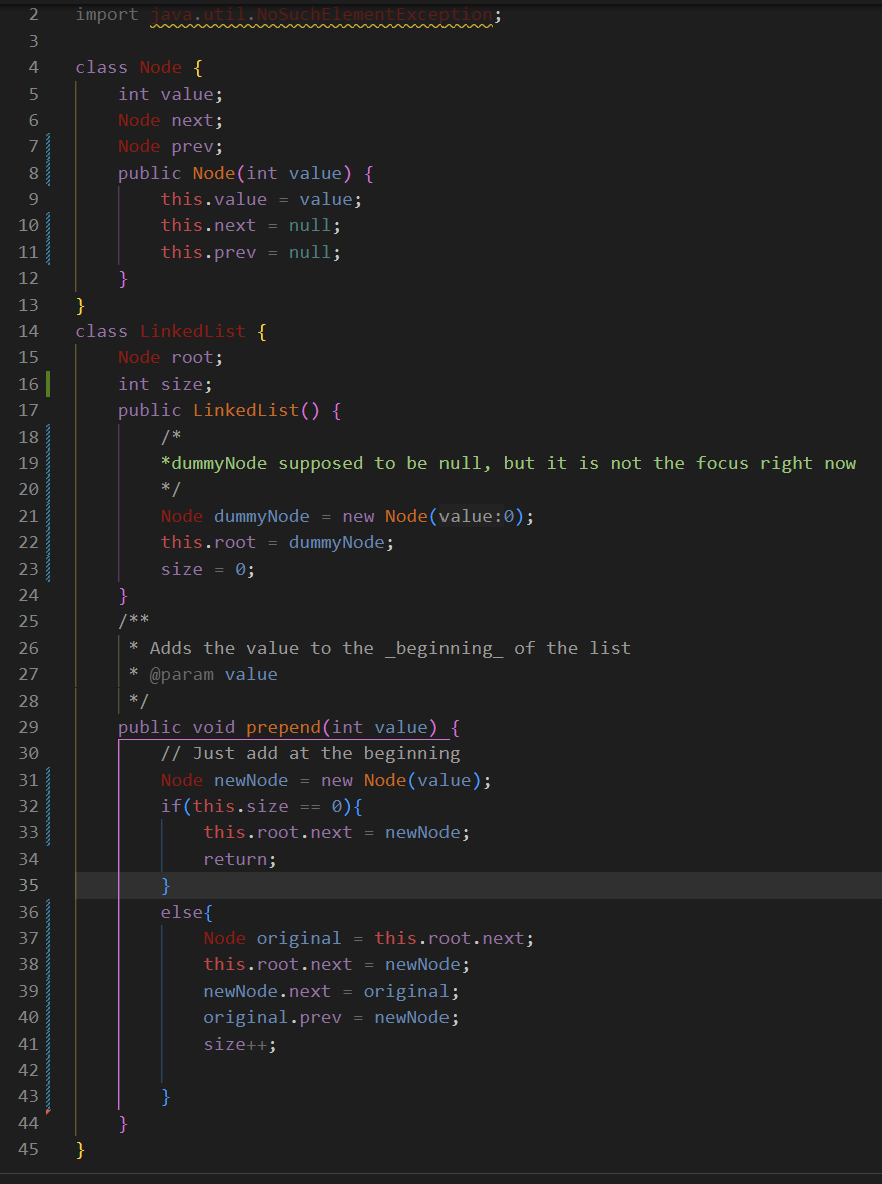 2 import java.util.NoSuchElementException;
3
4 class Node {
5     int value;
6     Node next;
7     Node prev;
8     public Node(int value) {
9         this.value = value;
10         this.next = null;
11         this.prev = null;
12     }
13 }
14 class LinkedList {
15     Node root;
16     int size;
17     public LinkedList() {
18         /*
19         *dummyNode supposed to be null, but it is not the focus right now
20         */
21         Node dummyNode = new Node(value:0);
22         this.root = dummyNode;
23         size = 0;
24     }
25     /**
26      * Adds the value to the _beginning_ of the list
27      * @param value
28      */
29     public void prepend(int value) {
30         // Just add at the beginning
31         Node newNode = new Node(value);
32         if(this.size == 0){
33             this.root.next = newNode;
34             return;
35         }
36         else{
37             Node original = this.root.next;
38             this.root.next = newNode;
39             newNode.next = original;
40             original.prev = newNode;
41             size++;
42
43         }
44     }
45 }